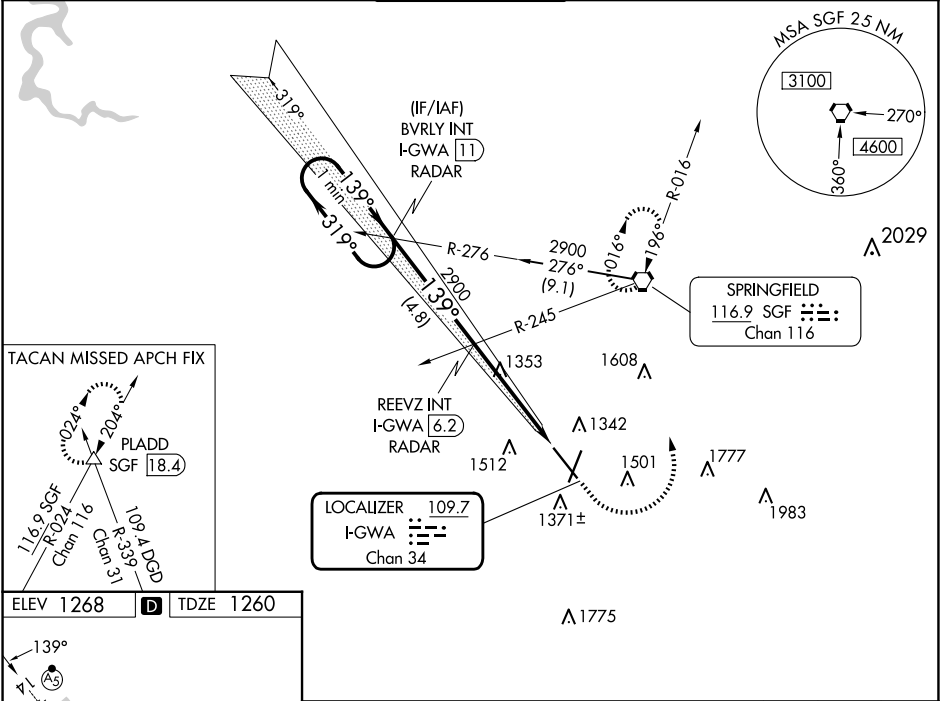 MSA SGF 25 NM
3100
270°
4600
360°
319°
(IF/IAF)
BVRLY INT
I-GWA 11
RADAR
139°
1 min
319°
R-276
2900
276°
(9.1)
016°
196°
R-016
2029
2900
139°
(4.8)
R-245
SPRINGFIELD
116.9 SGF
Chan 116
TACAN MISSED APCH FIX
024°
204°
PLADD
SGF 18.4
116.9 SGF
R-024
Chan 116
109.4 DGD
R-339
Chan 31
1353
1608
REEVZ INT
I-GWA 6.2
RADAR
1342
1512
1501
1777
1983
1371±
LOCALIZER 109.7
I-GWA
Chan 34
1775
ELEV 1268 D TDZE 1260
139°
14
A5